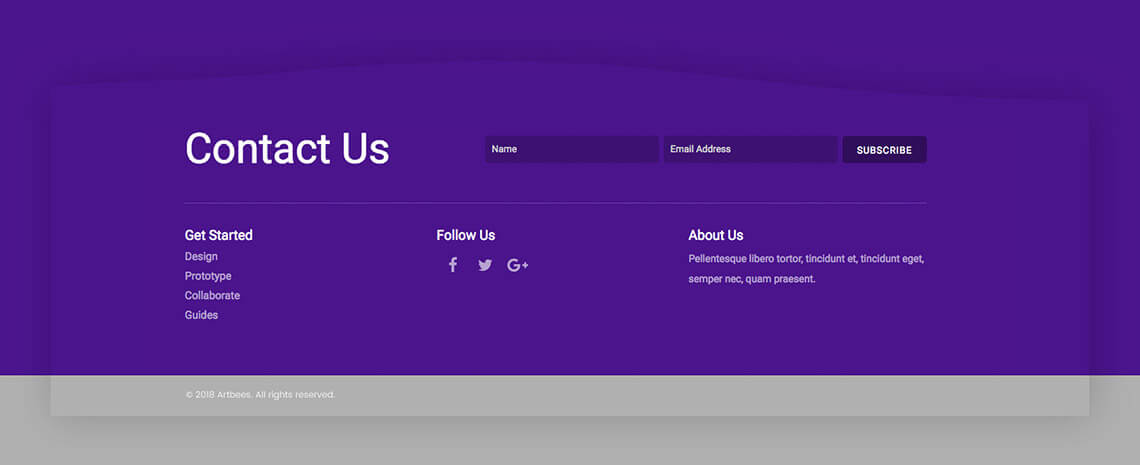 Contact Us
Name
Email Address
SUBSCRIBE
Get Started
Design
Prototype
Collaborate
Guides
Follow Us
About Us
Pellentesque libero tortor, tincidunt et, tincidunt eget,
semper nec, quam praesent.
© 2018 Artbees. All rights reserved.